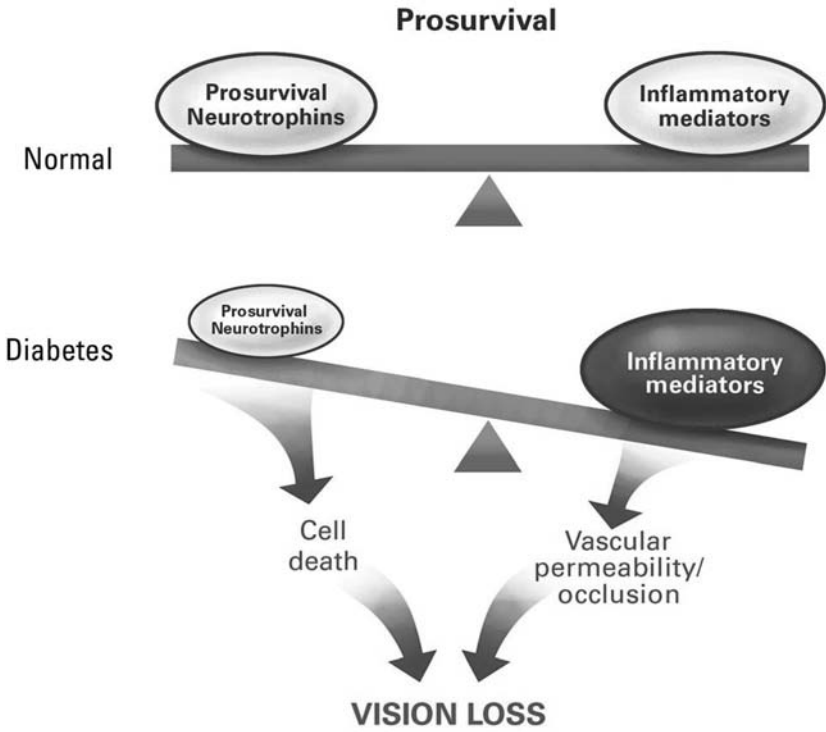 Prosurvival
Prosurvival
Neurotrophins
Inflammatory
mediators
Normal
Prosurvival
Neurotrophins
Diabetes
Inflammatory
mediators
Cell
death
Vascular
permeability/
occlusion
VISION LOSS